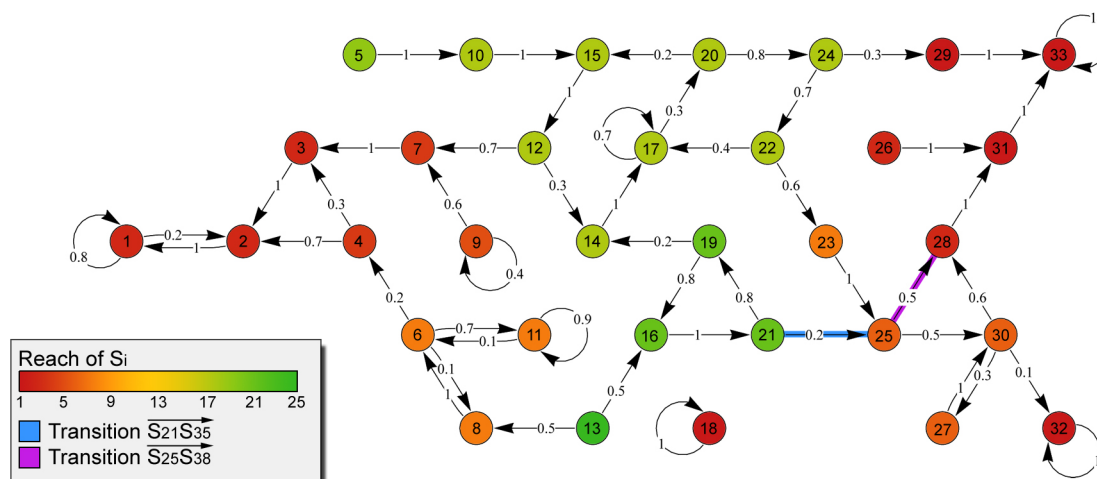 5 1 10 1 15 0.2 20 0.8 24 0.3 29 1 33 1
1 0.3 0.7 1
3 1 7 0.7 12 0.7 17 0.4 22 26 1 31
1 0.3 0.6 0.3 1 0.6 1
0.8 1 0.2 1 2 0.7 4 9 0.4 14 0.2 19 23 28
0.2 0.8 0.8 1 0.5 0.6
6 0.7 0.1 11 0.9 16 1 21 0.2 25 0.5 30
0.1 1 0.5 1 0.3 0.1
8 0.5 13 1 18 27 32 1
Reach of Si
1 5 9 13 17 21 25
Transition S21S35
Transition S25S38